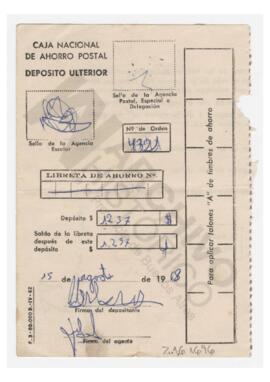 CAJA NACIONAL
DE AHORRO POSTAL
DEPOSITO ULTERIOR
Sello de la Agencia
Postal, Especial o
Delegación
Sello de la Agencia
Escolar
Nº de Orden
LIBRETA DE AHORRO Nº.
Depósito $ 1237
Saldo de la libreta
después de este
depósito $ 1237
15 de agosto de 1968
Firma del depositante
Firma del agente
Para aplicar jalones "A" de timbres de ahorro